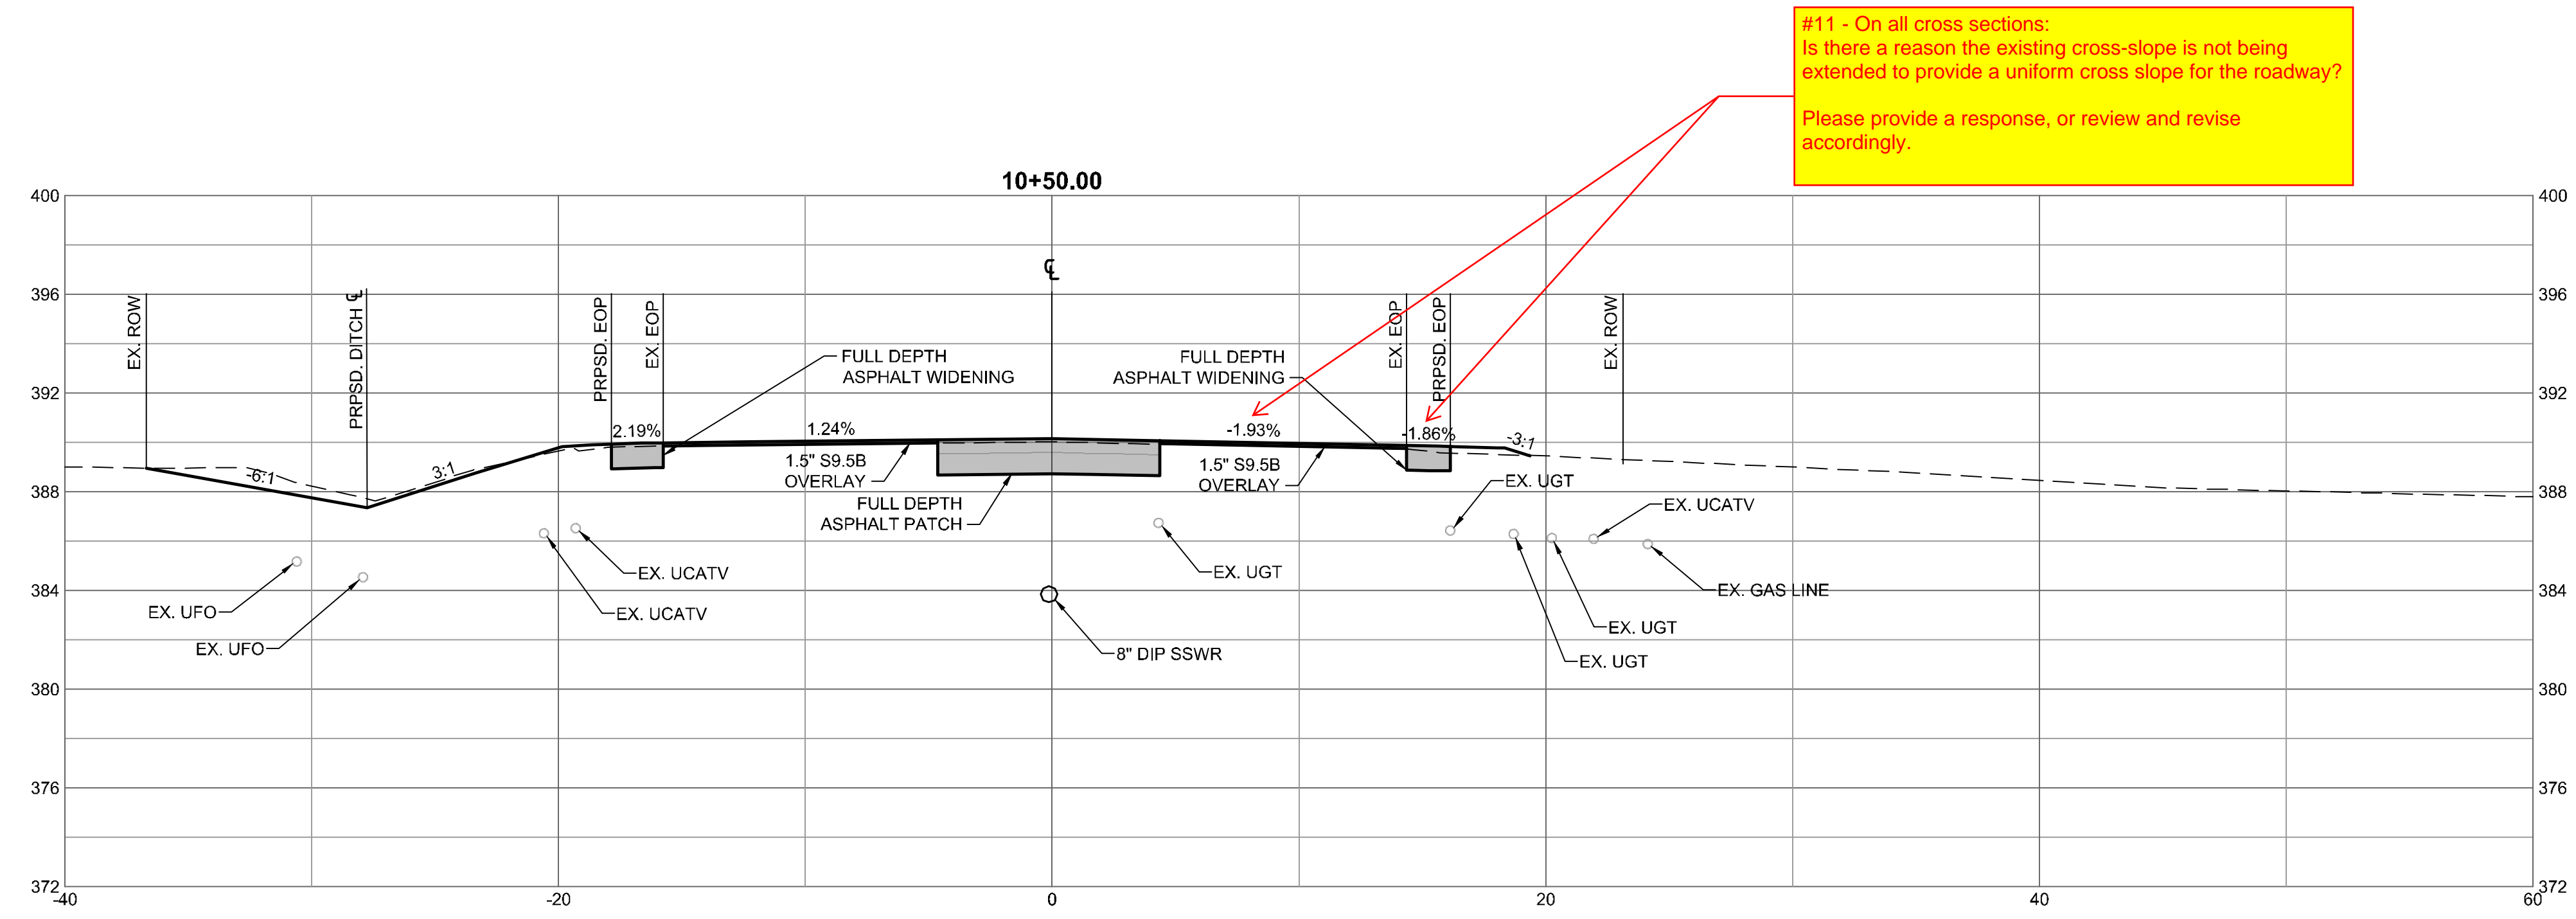 #11 - On all cross sections:
Is there a reason the existing cross-slope is not being
extended to provide a uniform cross slope for the roadway?
Please provide a response, or review and revise
accordingly.
10+50.00
400
400
396
396
392
392
388
388
384
384
380
380
376
376
372
372
-40
-20
0
20
40
60
CL
EX. ROW
PRPSD. DITCH CL
PRPSD. EOP
EX. EOP
EX. EOP
PRPSD. EOP
EX. ROW
FULL DEPTH
ASPHALT WIDENING
FULL DEPTH
ASPHALT WIDENING
2.19%
1.24%
-1.93%
-1.86%
-3:1
-6:1
3:1
1.5" S9.5B
OVERLAY
1.5" S9.5B
OVERLAY
FULL DEPTH
ASPHALT PATCH
EX. UGT
EX. UCATV
EX. UCATV
EX. UCATV
EX. UGT
EX. GAS LINE
EX. UFO
EX. UFO
EX. UGT
EX. UGT
8" DIP SSWR